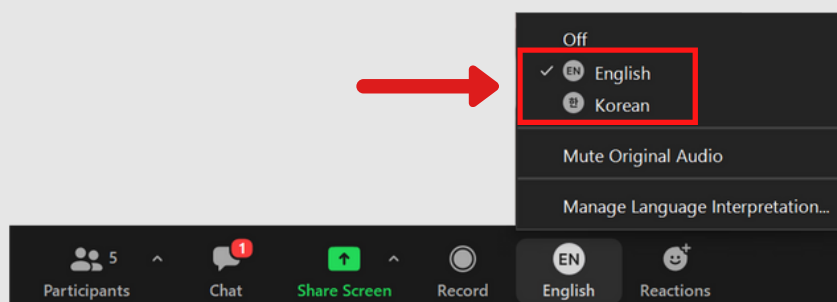 Off
EN English
한 Korean
Mute Original Audio
Manage Language Interpretation...
5 1 EN
Participants Chat Share Screen Record English Reactions